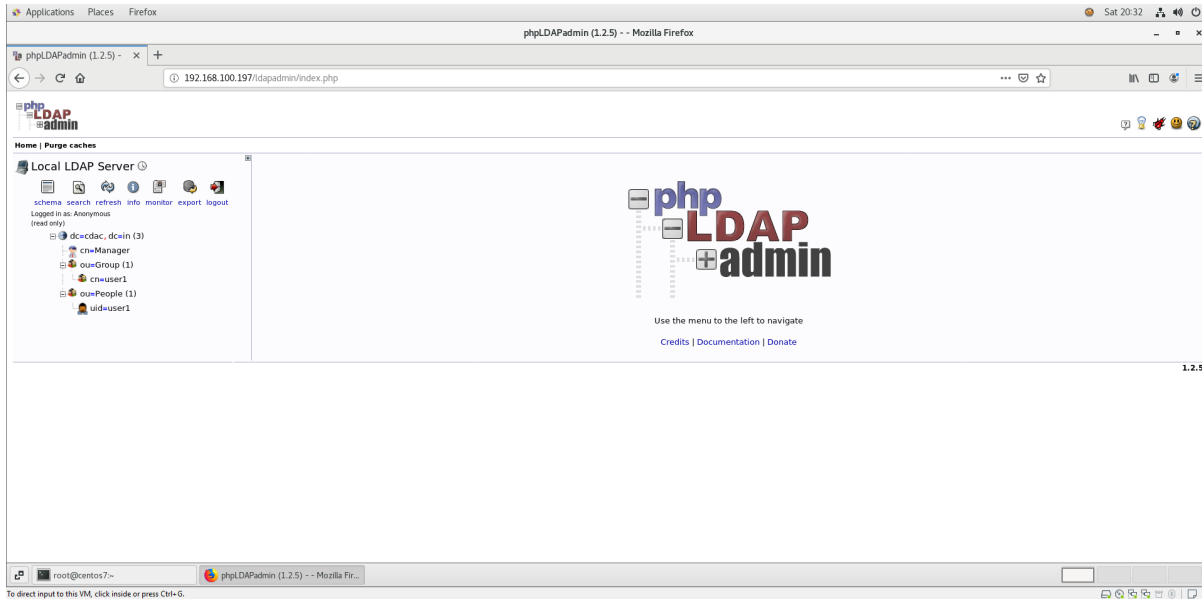 Applications Places Firefox Sat 20:32
phpLDAPadmin (1.2.5) - - Mozilla Firefox
phpLDAPadmin (1.2.5) -
192.168.100.197/ldapadmin/index.php
php
LDAP
admin
Home | Purge caches
Local LDAP Server
schema search refresh info monitor export logout
Logged in as: Anonymous
(read only)
dc=cdac, dc=in (3)
cn=Manager
ou=Group (1)
cn=user1
ou=People (1)
uid=user1
php
LDAP
admin
Use the menu to the left to navigate
Credits | Documentation | Donate
1.2.5
root@centos7:~ phpLDAPadmin (1.2.5) - - Mozilla Fir...
To direct input to this VM, click inside or press Ctrl+G.